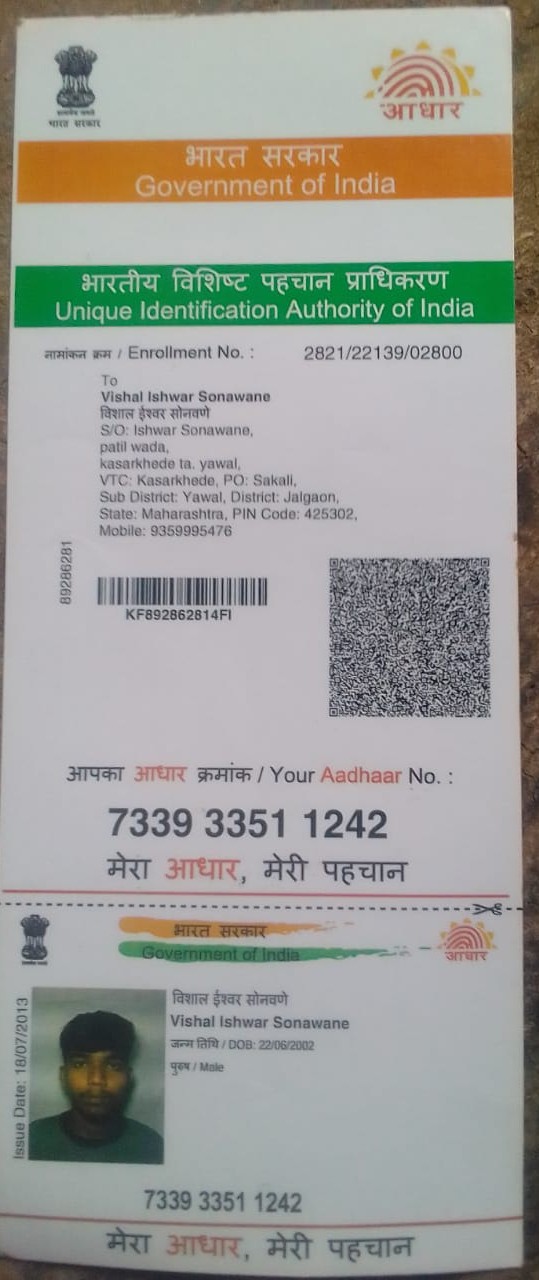 भारत सरकार
आधार
भारत सरकार
Government of India
भारतीय विशिष्ट पहचान प्राधिकरण
Unique Identification Authority of India
नामांकन क्रम / Enrollment No. : 2821/22139/02800
To
Vishal Ishwar Sonawane
विशाल ईश्वर सोनवणे
S/O: Ishwar Sonawane,
patil wada,
kasarkhede ta. yawal,
VTC: Kasarkhede, PO: Sakali,
Sub District: Yawal, District: Jalgaon,
State: Maharashtra, PIN Code: 425302,
Mobile: 9359995476
89286281
KF892862814FI
आपका आधार क्रमांक / Your Aadhaar No. :
7339 3351 1242
मेरा आधार, मेरी पहचान
भारत सरकार
Government of India
आधार
Issue Date: 18/07/2013
विशाल ईश्वर सोनवणे
Vishal Ishwar Sonawane
जन्म तिथि / DOB: 22/06/2002
पुरुष / Male
7339 3351 1242
मेरा आधार, मेरी पहचान